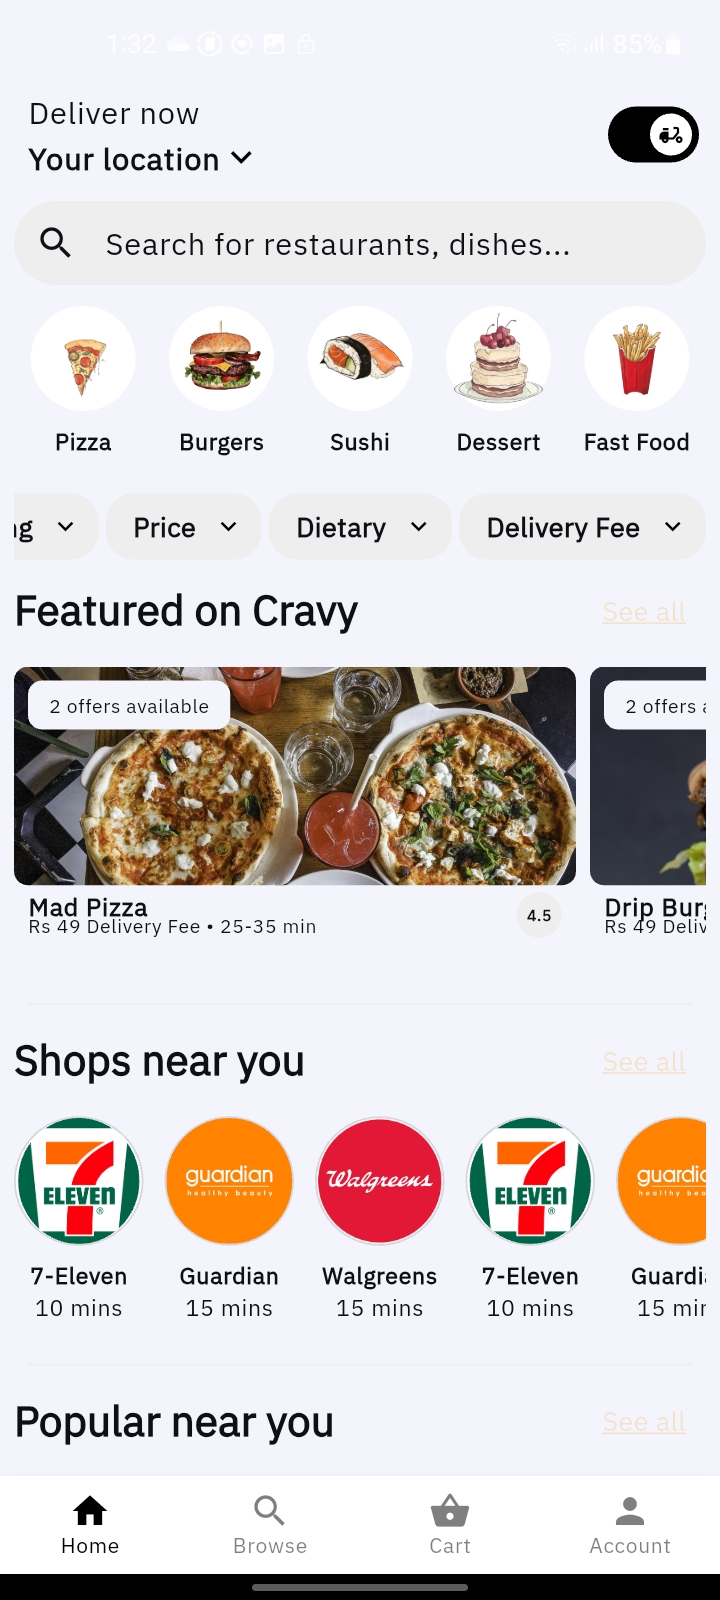 1:32 85%
Deliver now
Your location
Search for restaurants, dishes...
Pizza Burgers Sushi Dessert Fast Food
ng Price Dietary Delivery Fee
Featured on Cravy See all
2 offers available 2 offers a
Mad Pizza 4.5 Drip Burg
Rs 49 Delivery Fee • 25-35 min Rs 49 Deliv
Shops near you See all
7 ELEVEN ® guardian healthy beauty Walgreens 7 ELEVEN ® guardia healthy bea
7-Eleven Guardian Walgreens 7-Eleven Guardia
10 mins 15 mins 15 mins 10 mins 15 min
Popular near you See all
Home Browse Cart Account